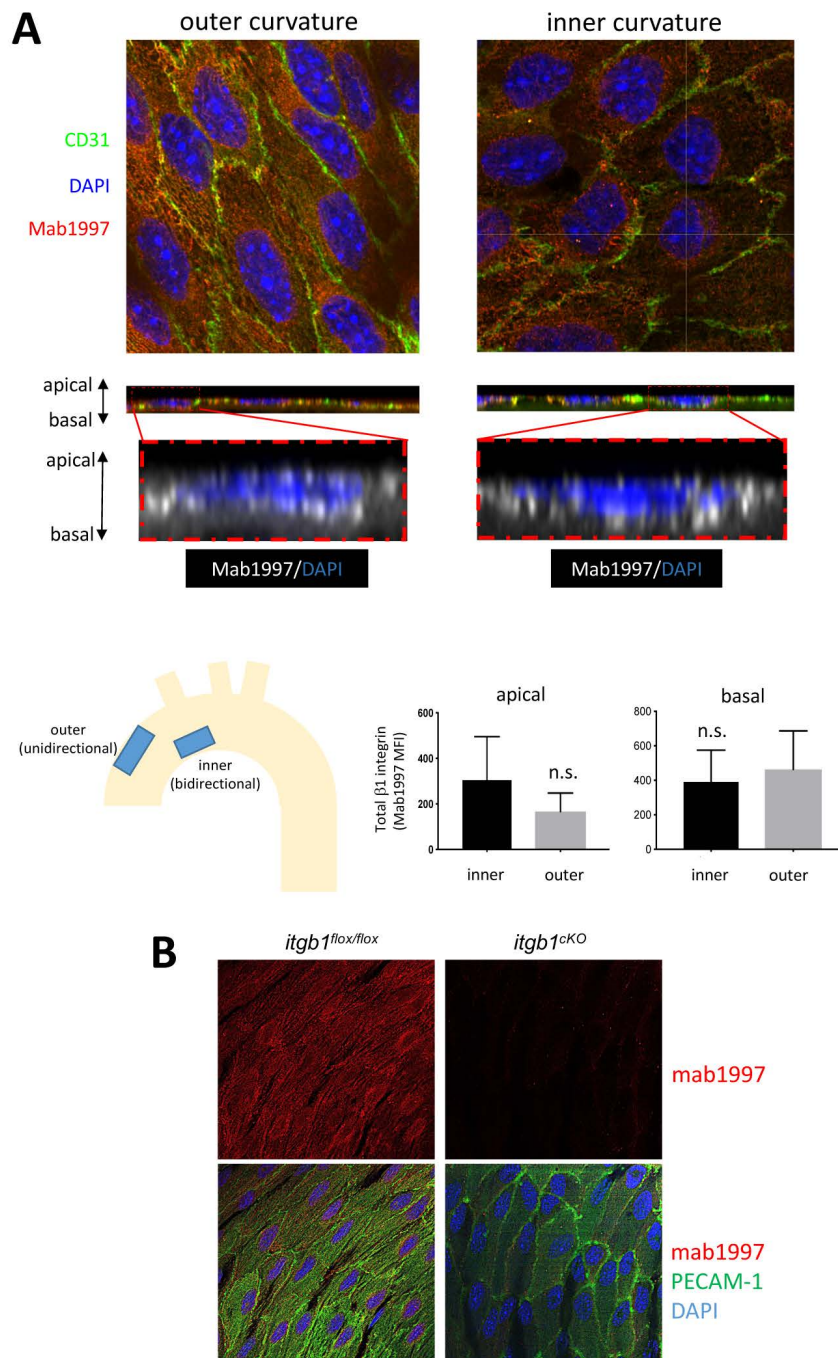 A
outer curvature
inner curvature
CD31
DAPI
Mab1997
apical
basal
apical
basal
apical
basal
Mab1997/DAPI
Mab1997/DAPI
outer
(unidirectional)
inner
(bidirectional)
apical
Total β1 integrin
(Mab1997 MFI)
600
400
200
0
n.s.
inner
outer
basal
800
600
400
200
0
n.s.
inner
outer
B
itgb1flox/flox
itgb1cKO
mab1997
mab1997
PECAM-1
DAPI